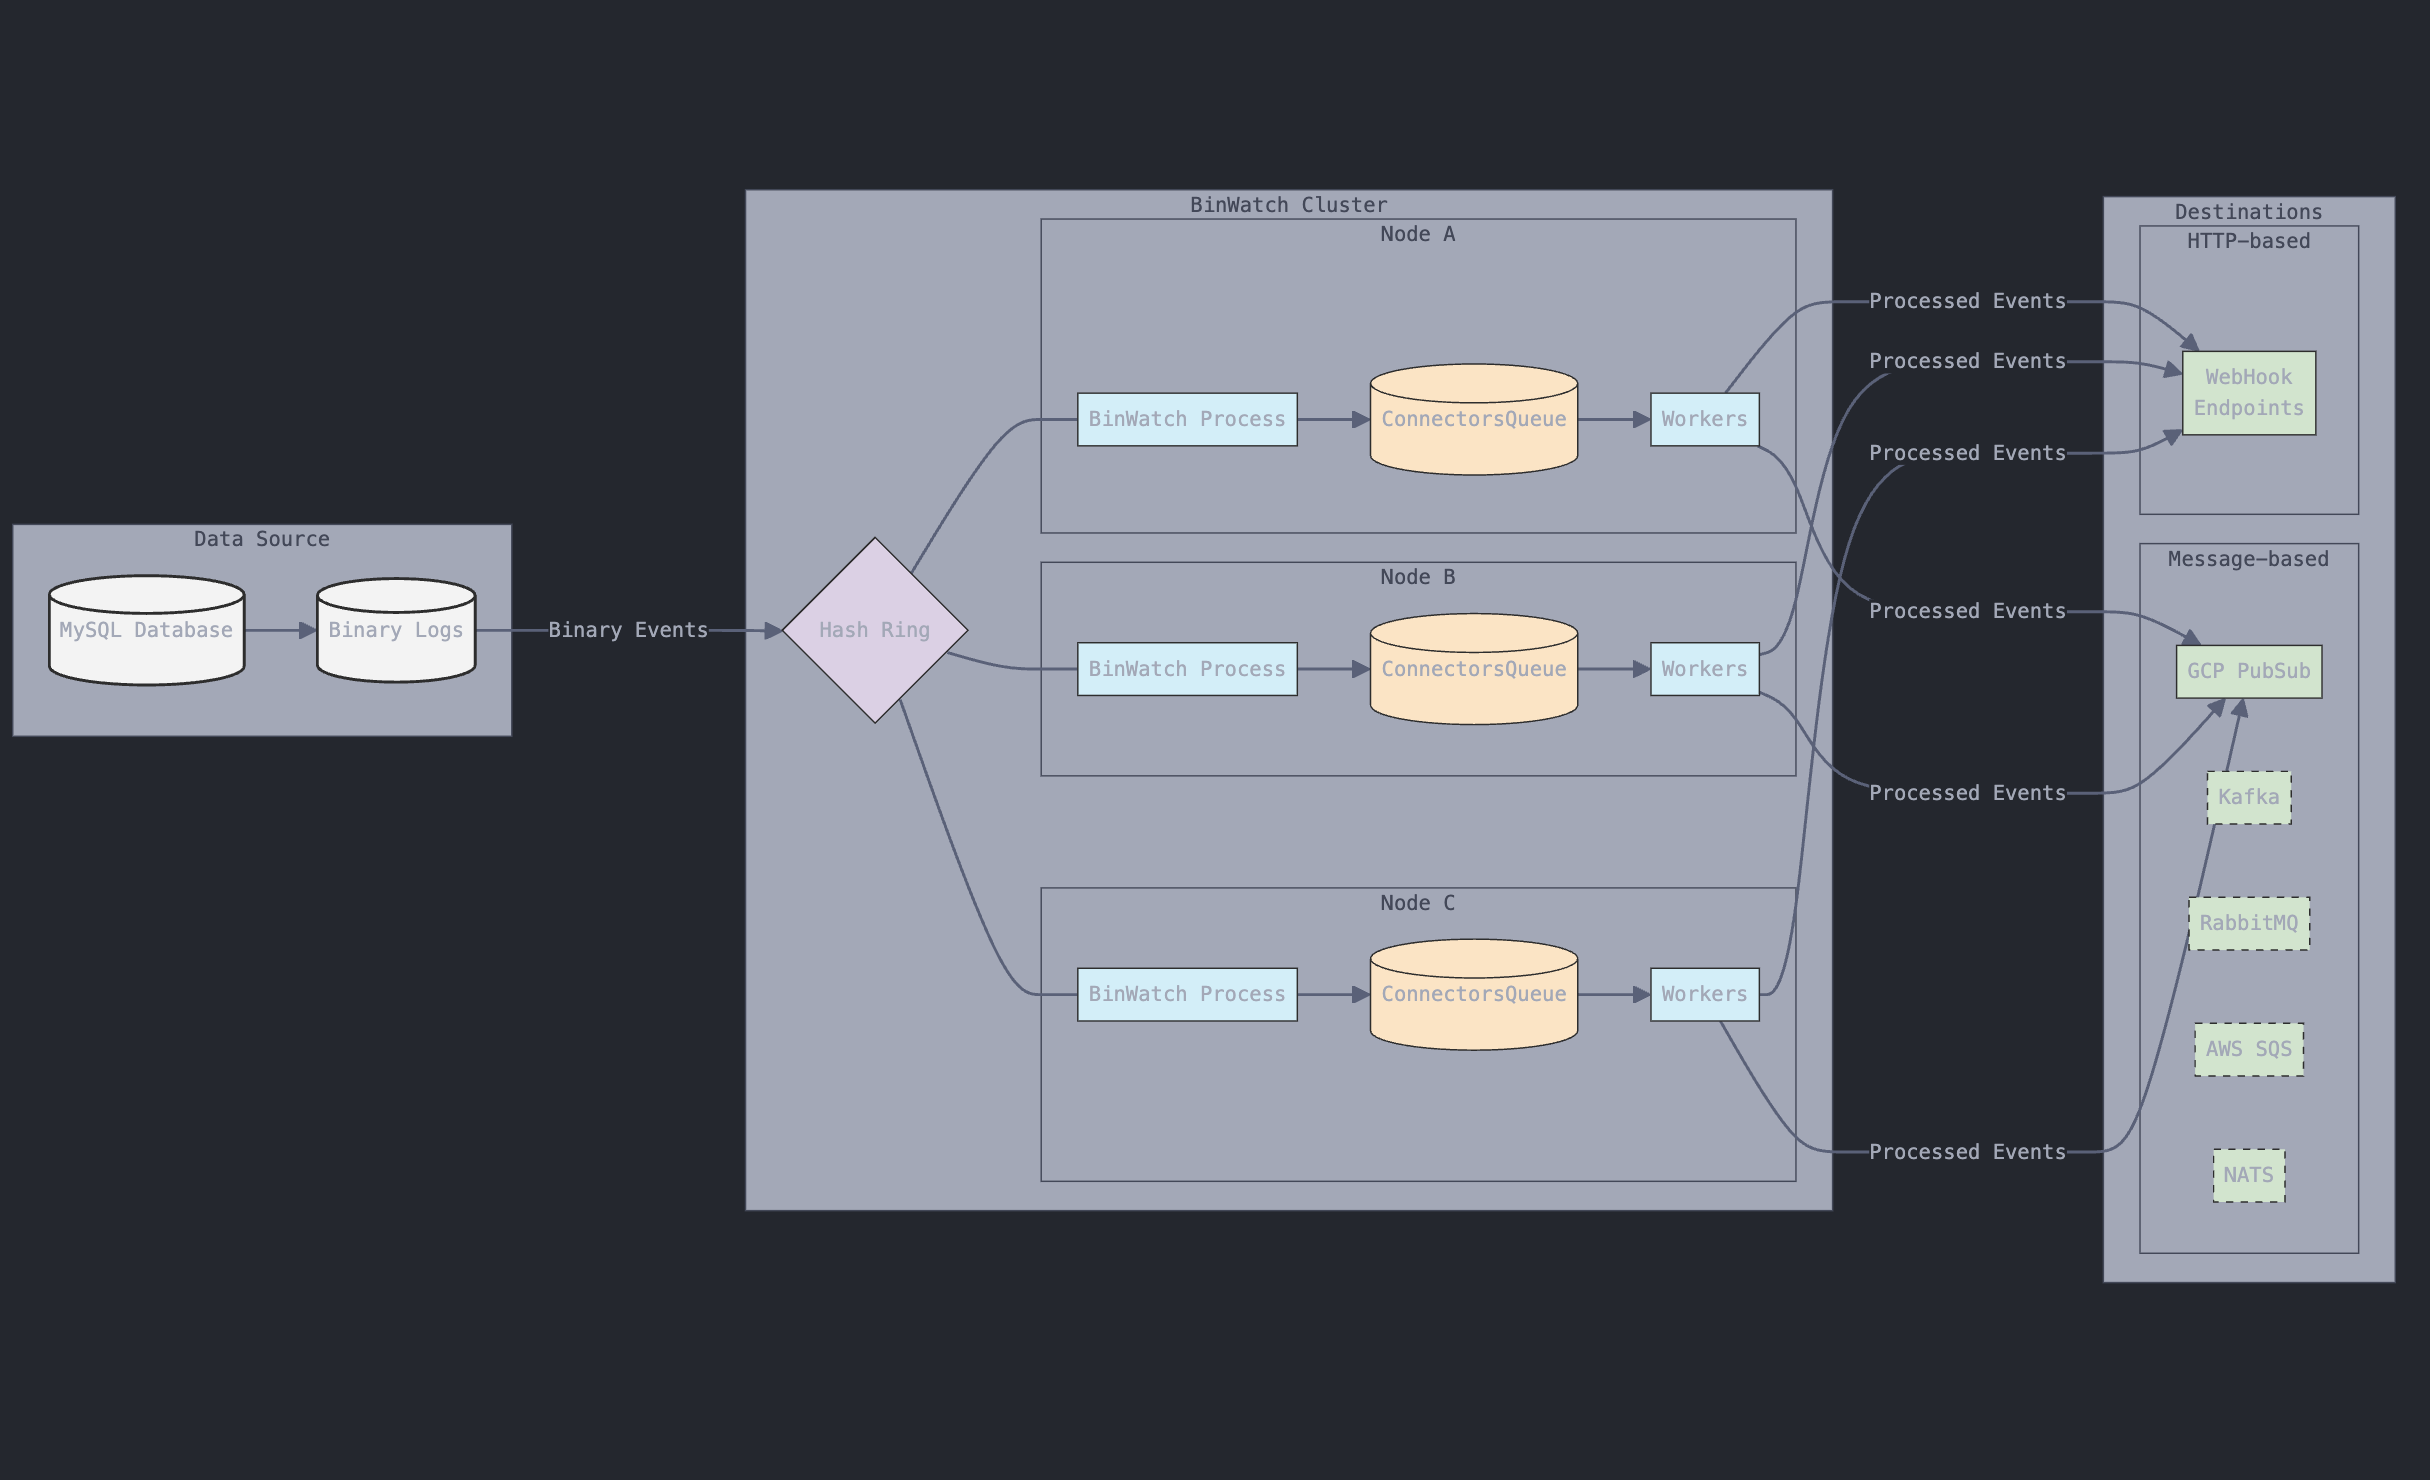 Data Source
MySQL Database
Binary Logs
Binary Events
BinWatch Cluster
Hash Ring
Node A
BinWatch Process
ConnectorsQueue
Workers
Node B
BinWatch Process
ConnectorsQueue
Workers
Node C
BinWatch Process
ConnectorsQueue
Workers
Processed Events
Processed Events
Processed Events
Processed Events
Processed Events
Processed Events
Destinations
HTTP-based
WebHook
Endpoints
Message-based
GCP PubSub
Kafka
RabbitMQ
AWS SQS
NATS